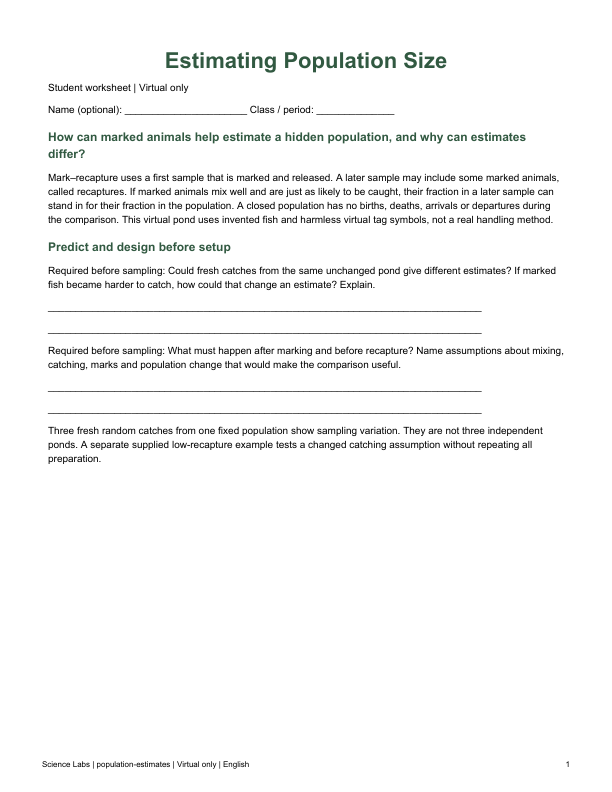 Estimating Population Size
Student worksheet | Virtual only
Name (optional): ______________________ Class / period: ______________
How can marked animals help estimate a hidden population, and why can estimates
differ?
Mark–recapture uses a first sample that is marked and released. A later sample may include some marked animals,
called recaptures. If marked animals mix well and are just as likely to be caught, their fraction in a later sample can
stand in for their fraction in the population. A closed population has no births, deaths, arrivals or departures during
the comparison. This virtual pond uses invented fish and harmless virtual tag symbols, not a real handling method.
Predict and design before setup
Required before sampling: Could fresh catches from the same unchanged pond give different estimates? If marked
fish became harder to catch, how could that change an estimate? Explain.
______________________________________________________________________________
______________________________________________________________________________
Required before sampling: What must happen after marking and before recapture? Name assumptions about mixing,
catching, marks and population change that would make the comparison useful.
______________________________________________________________________________
______________________________________________________________________________
Three fresh random catches from one fixed population show sampling variation. They are not three independent
ponds. A separate supplied low-recapture example tests a changed catching assumption without repeating all
preparation.
Science Labs | population-estimates | Virtual only | English
1